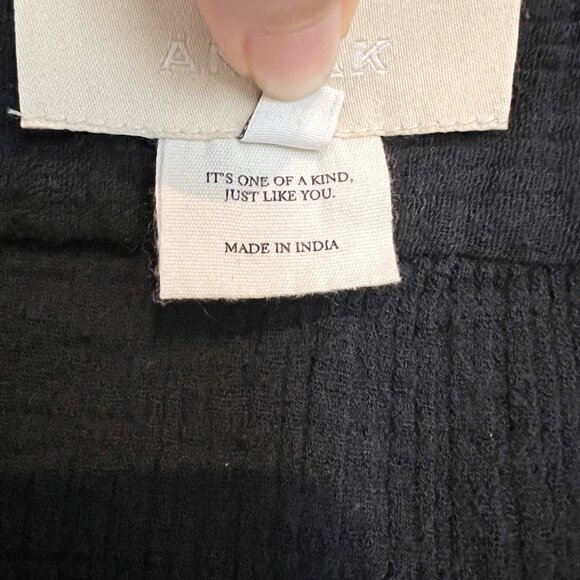 IT'S ONE OF A KIND,
JUST LIKE YOU.
MADE IN INDIA